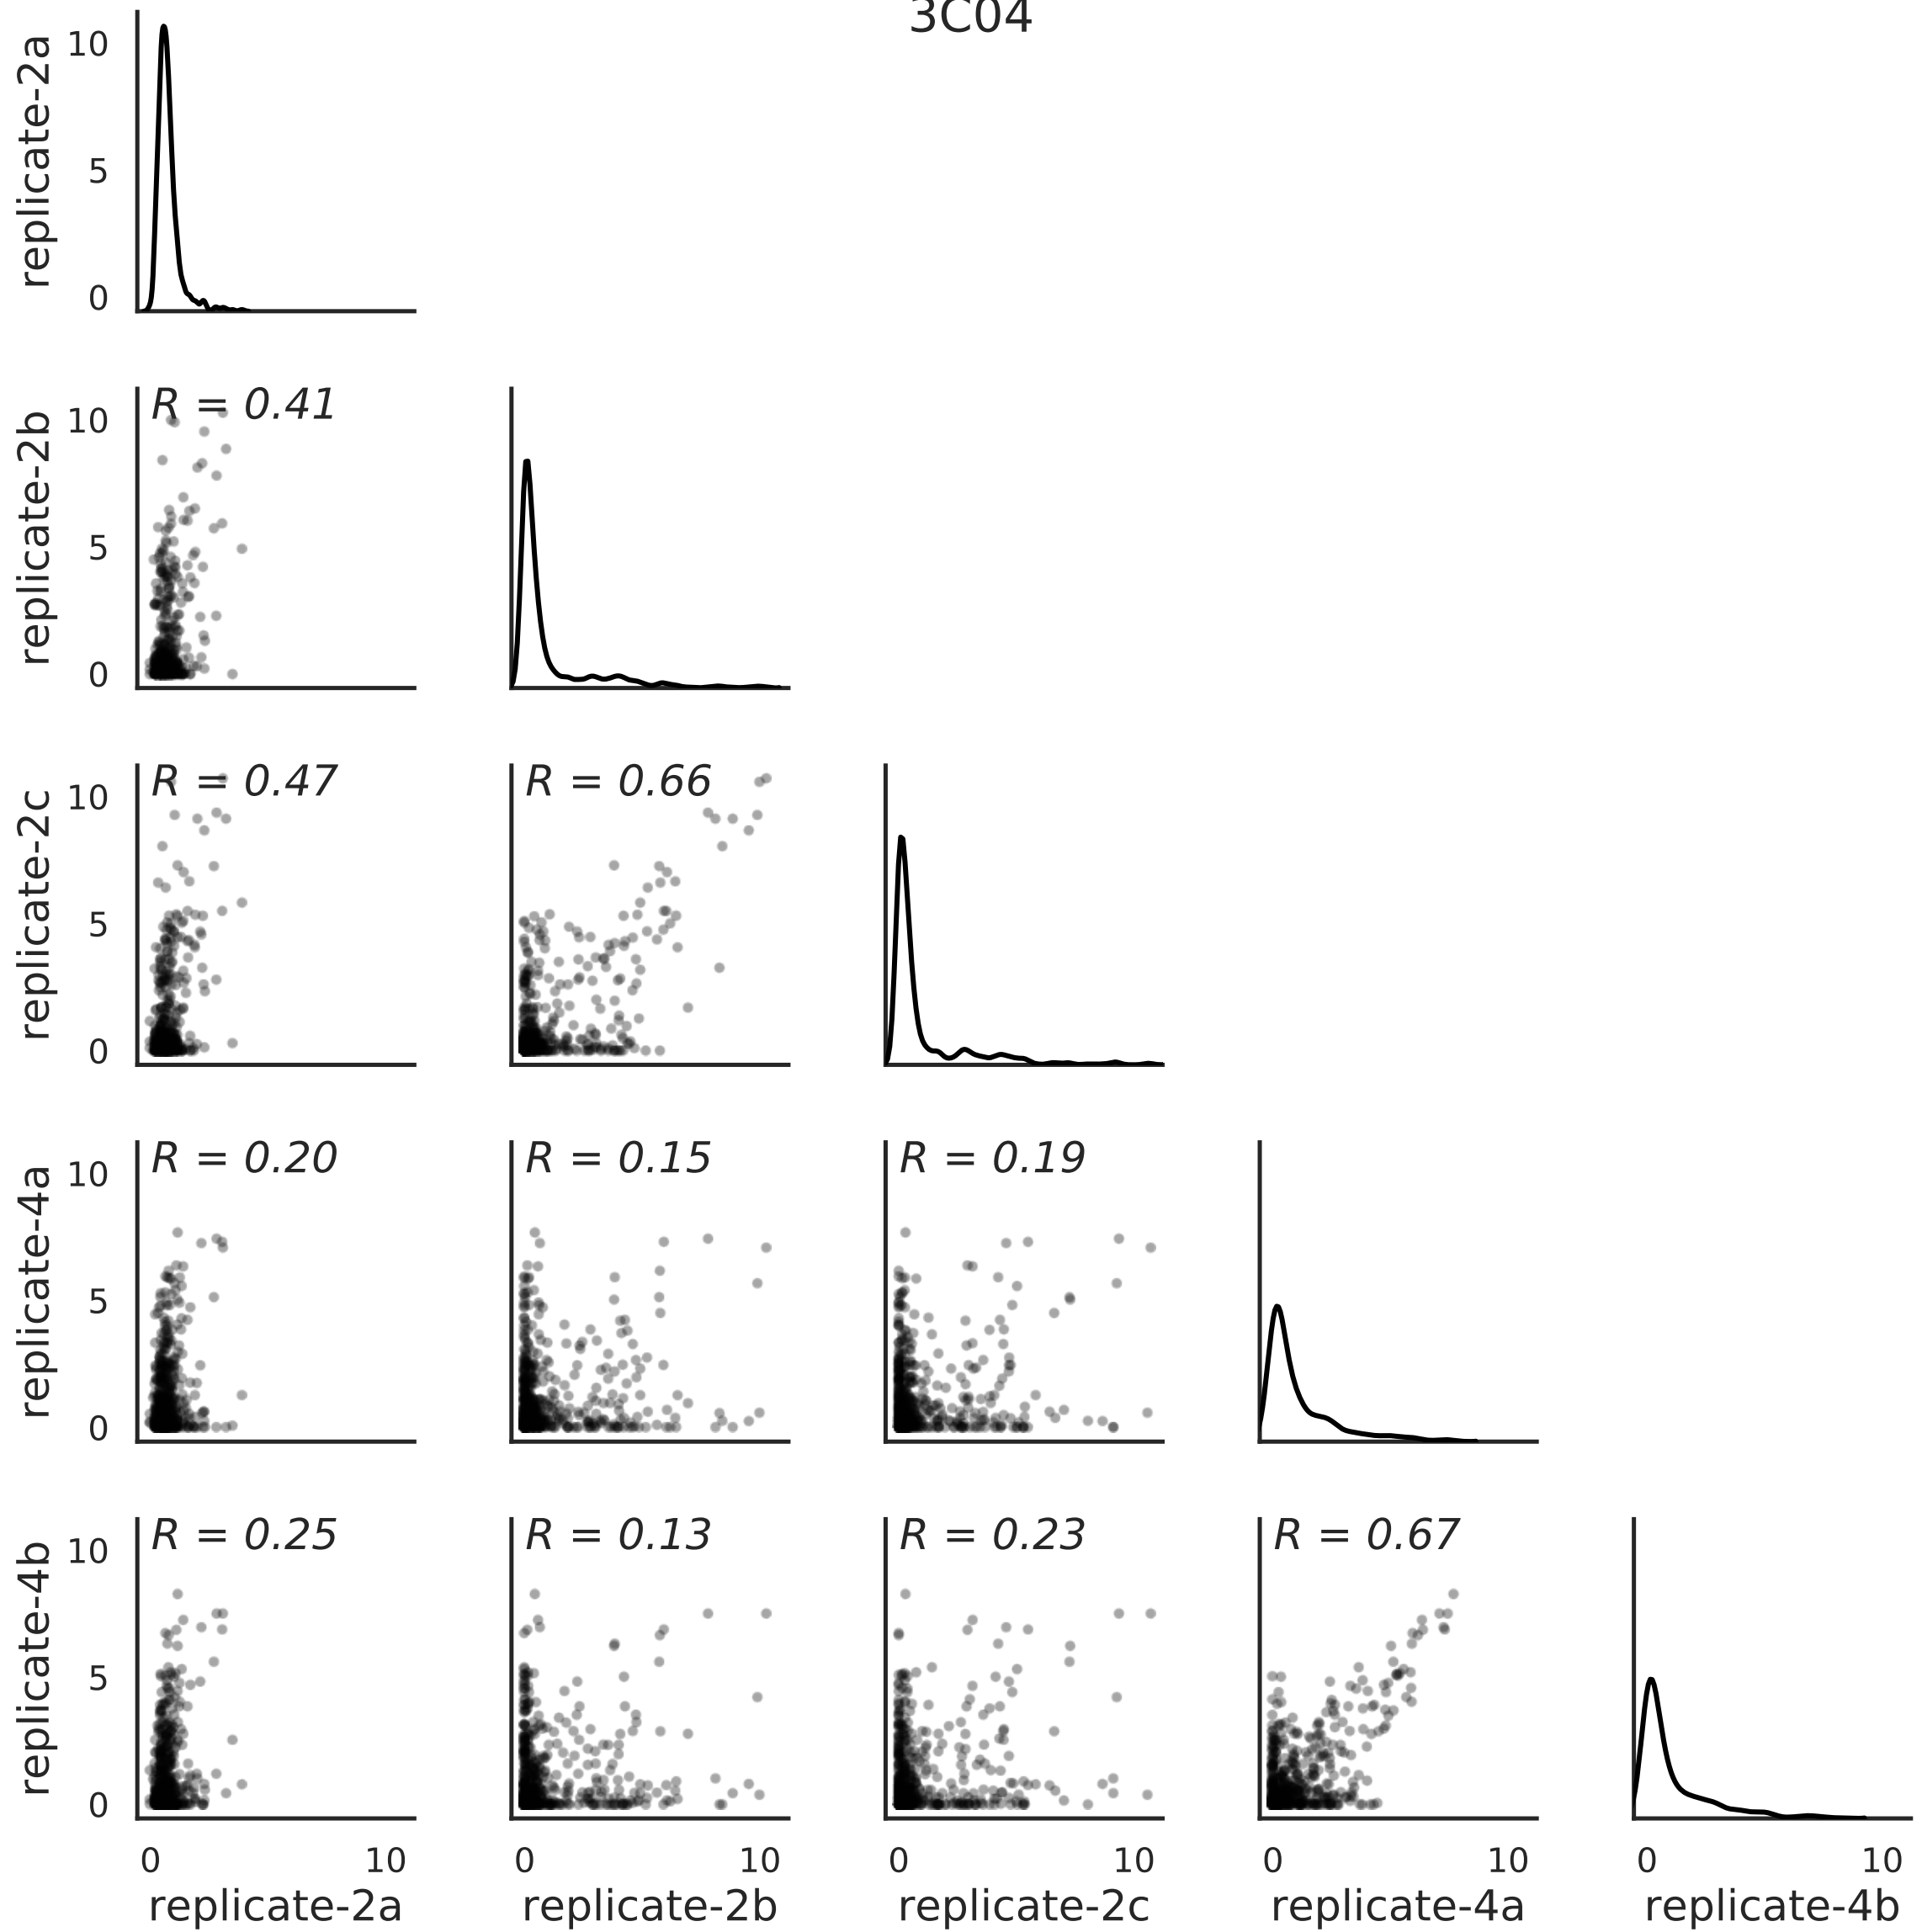 3C04
replicate-2a
10
5
0
replicate-2b
10
5
0
R = 0.41
replicate-2c
10
5
0
R = 0.47
R = 0.66
replicate-4a
10
5
0
R = 0.20
R = 0.15
R = 0.19
replicate-4b
10
5
0
R = 0.25
R = 0.13
R = 0.23
R = 0.67
0 10 0 10 0 10 0 10 0 10
replicate-2a replicate-2b replicate-2c replicate-4a replicate-4b